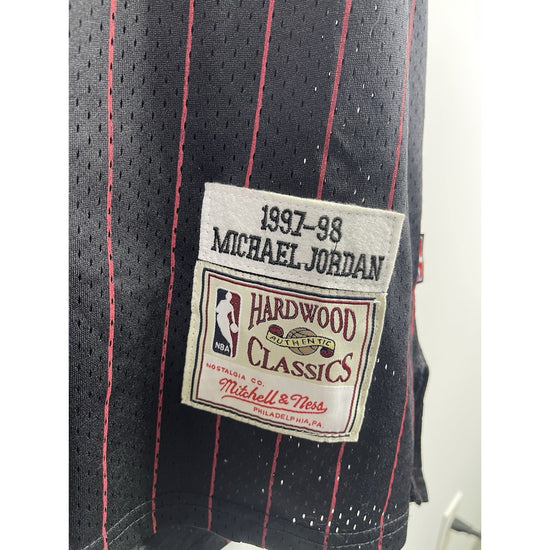 1997-98
MICHAEL JORDAN
NBA
HARDWOOD
AUTHENTIC
CLASSICS
NOSTALGIA CO.
Mitchell & Ness
PHILADELPHIA, PA.